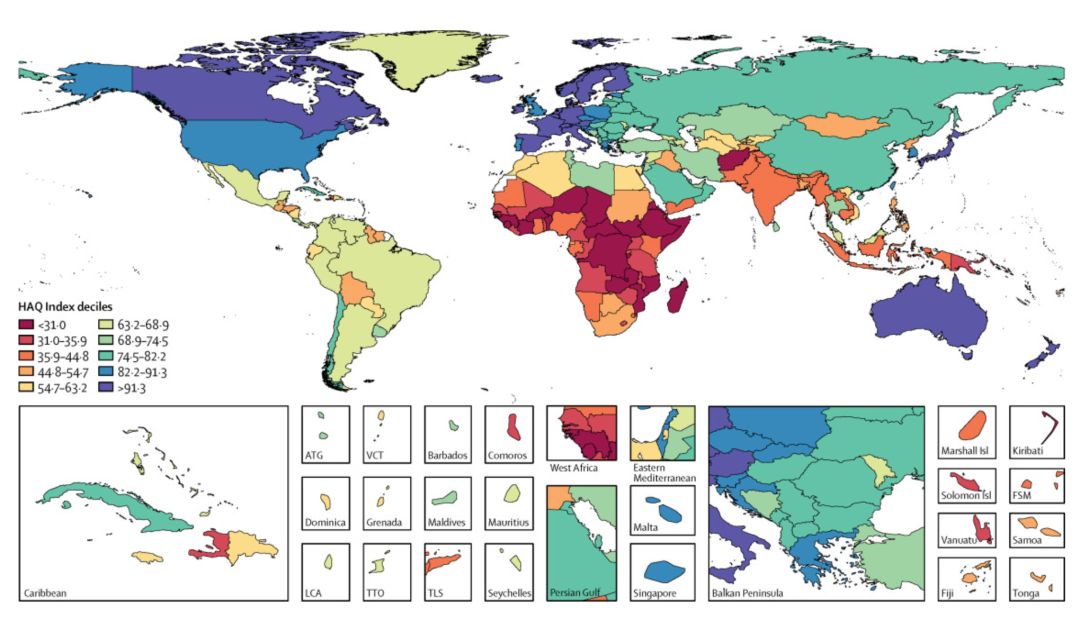 HAQ Index deciles
<31·0
31·0–35·9
35·9–44·8
44·8–54·7
54·7–63·2
63·2–68·9
68·9–74·5
74·5–82·2
82·2–91·3
>91·3
Caribbean
ATG
VCT
Barbados
Comoros
West Africa
Eastern
Mediterranean
Dominica
Grenada
Maldives
Mauritius
Malta
LCA
TTO
TLS
Seychelles
Persian Gulf
Singapore
Balkan Peninsula
Marshall Isl
Kiribati
Solomon Isl
FSM
Vanuatu
Samoa
Fiji
Tonga